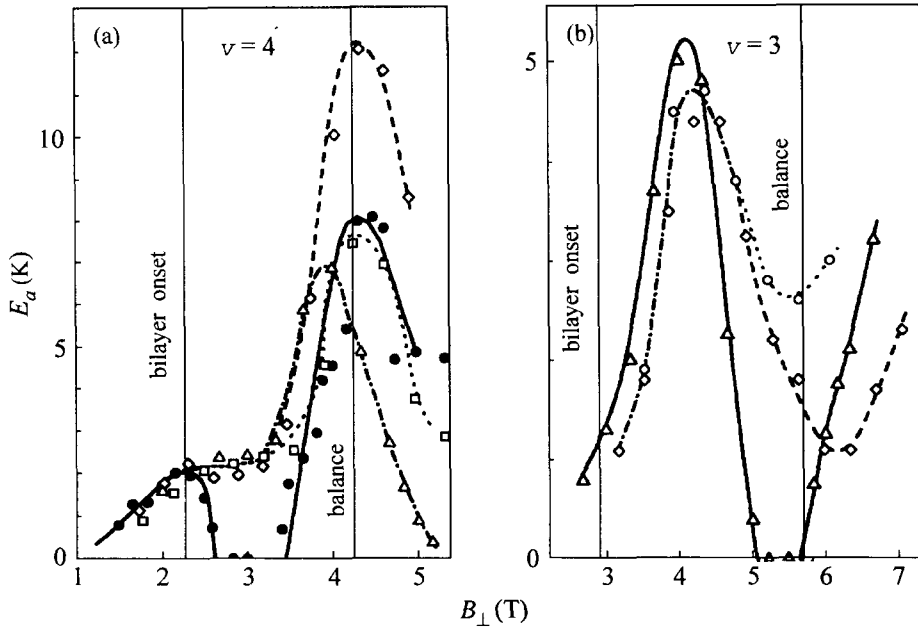 (a)
ν = 4
10
5
0
E_a (K)
bilayer onset
balance
1
2
3
4
5
(b)
ν = 3
5
0
bilayer onset
balance
3
4
5
6
7
B_⊥ (T)